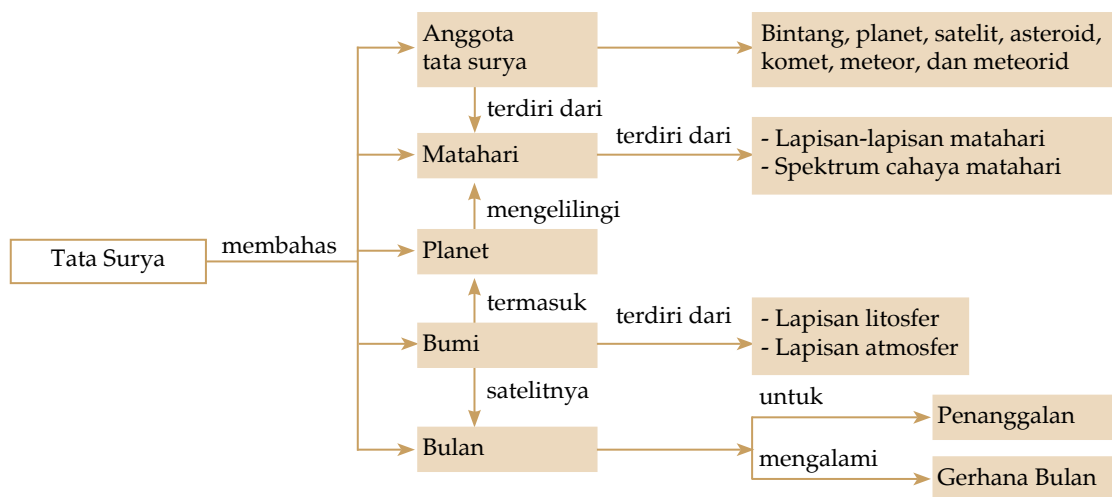 Anggota
tata surya
Bintang, planet, satelit, asteroid,
komet, meteor, dan meteorid
terdiri dari
Matahari
terdiri dari
- Lapisan-lapisan matahari
- Spektrum cahaya matahari
mengelilingi
Tata Surya
membahas
Planet
termasuk
Bumi
terdiri dari
- Lapisan litosfer
- Lapisan atmosfer
satelitnya
Bulan
untuk
Penanggalan
mengalami
Gerhana Bulan